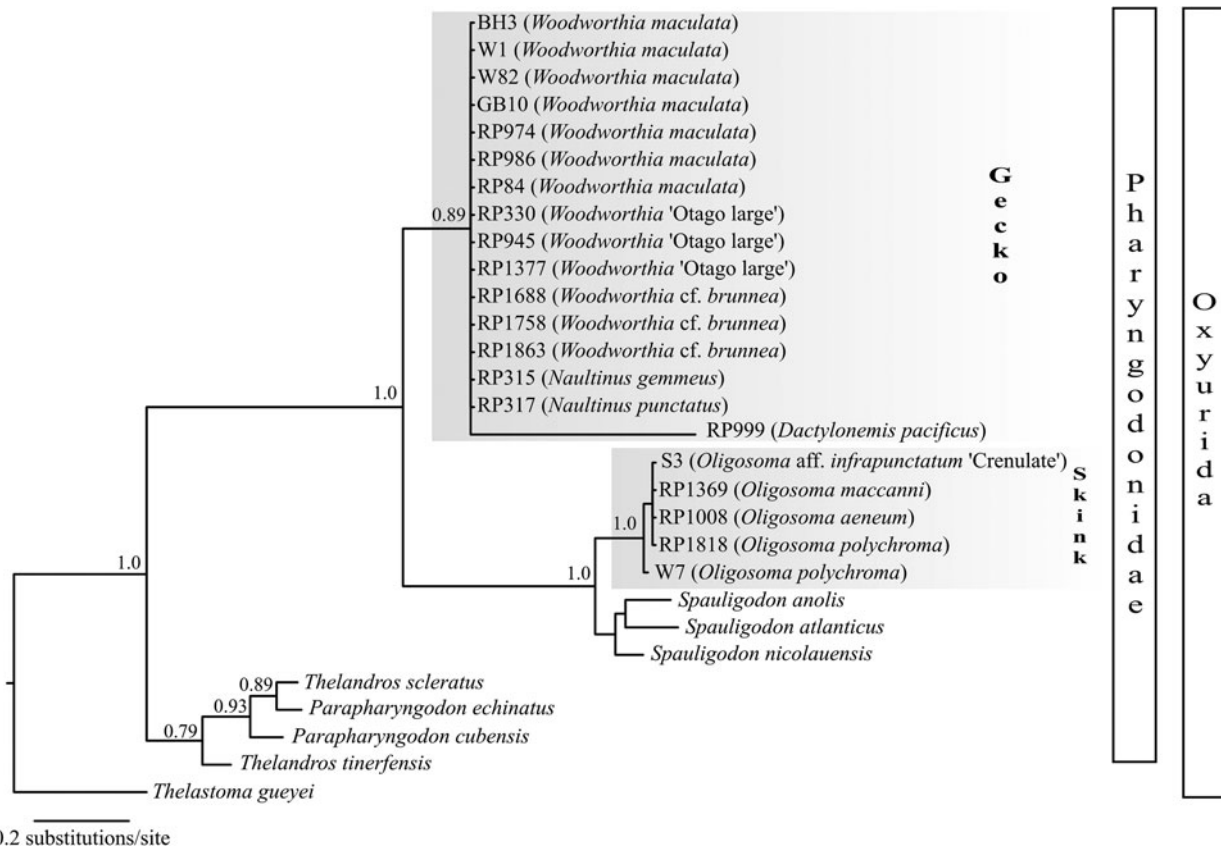 BH3 (Woodworthia maculata)
W1 (Woodworthia maculata)
W82 (Woodworthia maculata)
GB10 (Woodworthia maculata)
RP974 (Woodworthia maculata)
RP986 (Woodworthia maculata)
RP84 (Woodworthia maculata)
0.89
RP330 (Woodworthia 'Otago large')
RP945 (Woodworthia 'Otago large')
RP1377 (Woodworthia 'Otago large')
RP1688 (Woodworthia cf. brunnea)
RP1758 (Woodworthia cf. brunnea)
RP1863 (Woodworthia cf. brunnea)
RP315 (Naultinus gemmeus)
RP317 (Naultinus punctatus)
RP999 (Dactylonemis pacificus)
Gecko
1.0
S3 (Oligosoma aff. infrapunctatum 'Crenulate')
RP1369 (Oligosoma maccanni)
RP1008 (Oligosoma aeneum)
RP1818 (Oligosoma polychroma)
W7 (Oligosoma polychroma)
Skink
1.0
1.0
1.0
Spauligodon anolis
Spauligodon atlanticus
Spauligodon nicolauensis
0.89
Thelandros scleratus
0.93
Parapharyngodon echinatus
0.79
Parapharyngodon cubensis
Thelandros tinerfensis
Thelastoma gueyei
Pharyngodonidae
Oxyurida
0.2 substitutions/site